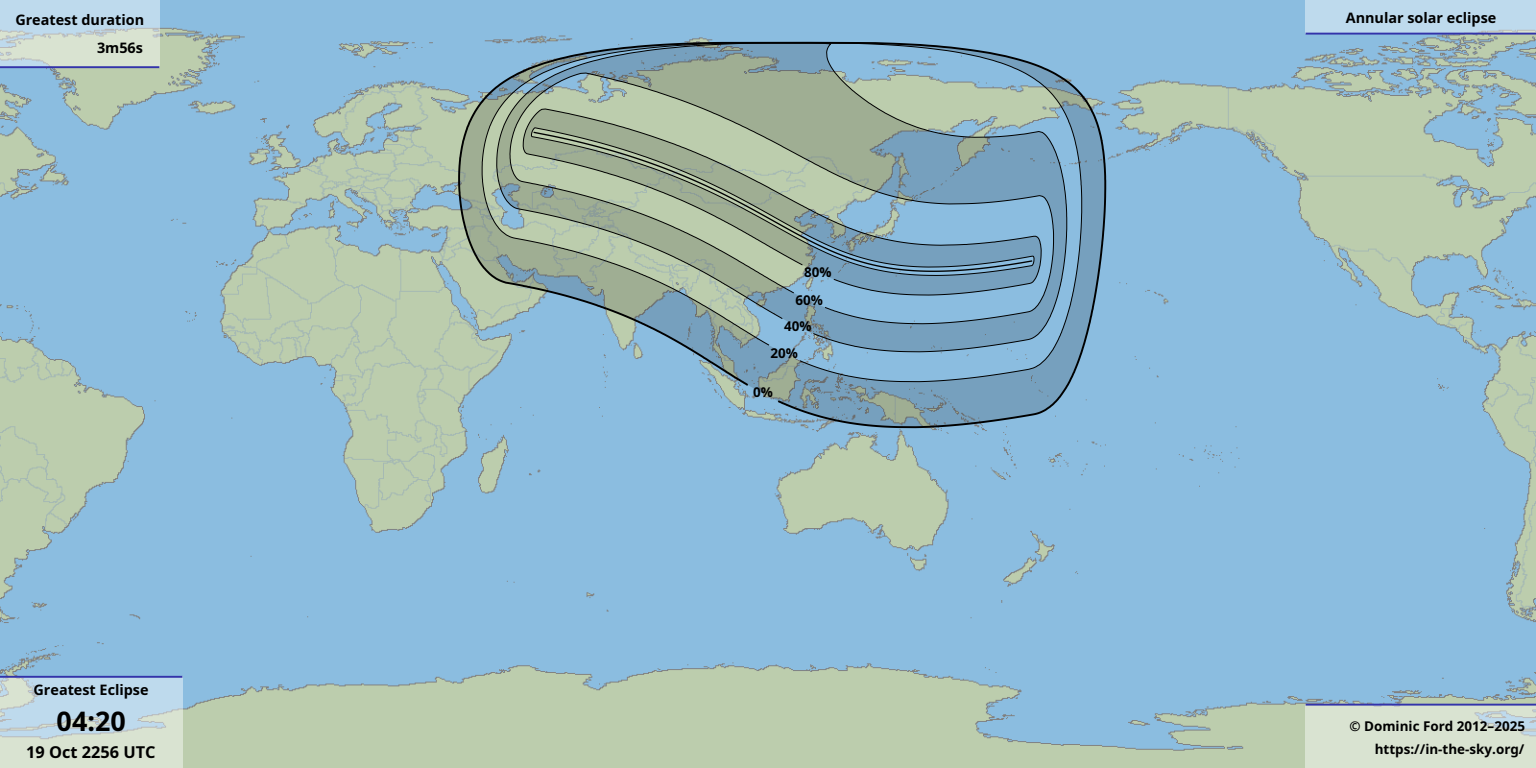 Greatest duration
3m56s
Annular solar eclipse
80%
60%
40%
20%
0%
Greatest Eclipse
04:20
19 Oct 2256 UTC
© Dominic Ford 2012–2025
https://in-the-sky.org/